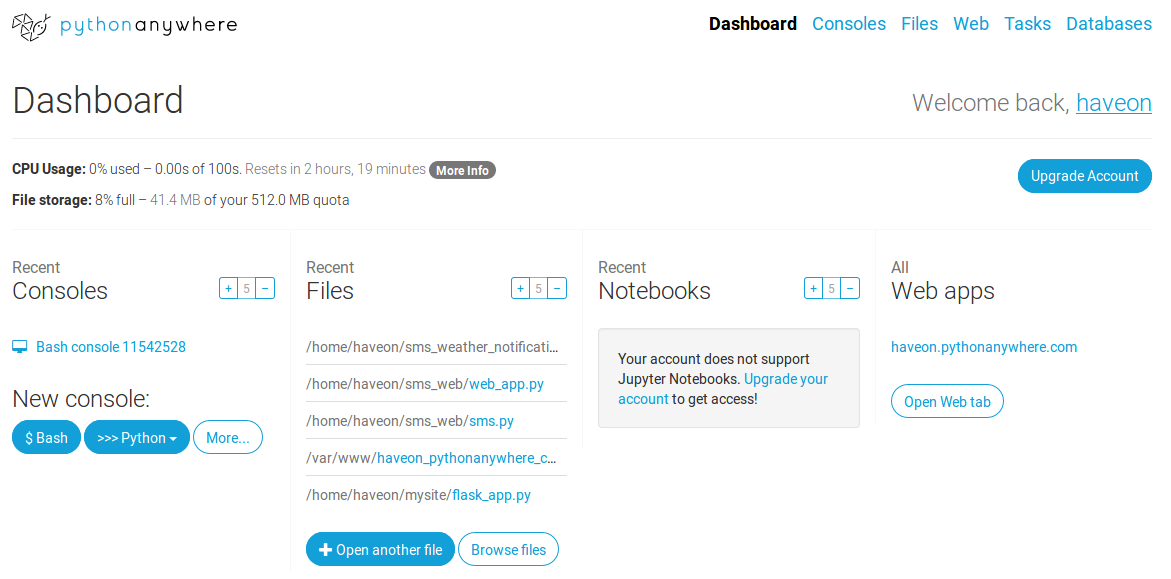 pythonanywhere
Dashboard Consoles Files Web Tasks Databases
Dashboard
Welcome back, haveon
CPU Usage: 0% used – 0.00s of 100s. Resets in 2 hours, 19 minutes More Info
File storage: 8% full – 41.4 MB of your 512.0 MB quota
Upgrade Account
Recent
Consoles
+ 5 −
Bash console 11542528
New console:
$ Bash >>> Python More...
Recent
Files
+ 5 −
/home/haveon/sms_weather_notificati...
/home/haveon/sms_web/web_app.py
/home/haveon/sms_web/sms.py
/var/www/haveon_pythonanywhere_c...
/home/haveon/mysite/flask_app.py
+ Open another file Browse files
Recent
Notebooks
+ 5 −
Your account does not support
Jupyter Notebooks. Upgrade your
account to get access!
All
Web apps
haveon.pythonanywhere.com
Open Web tab